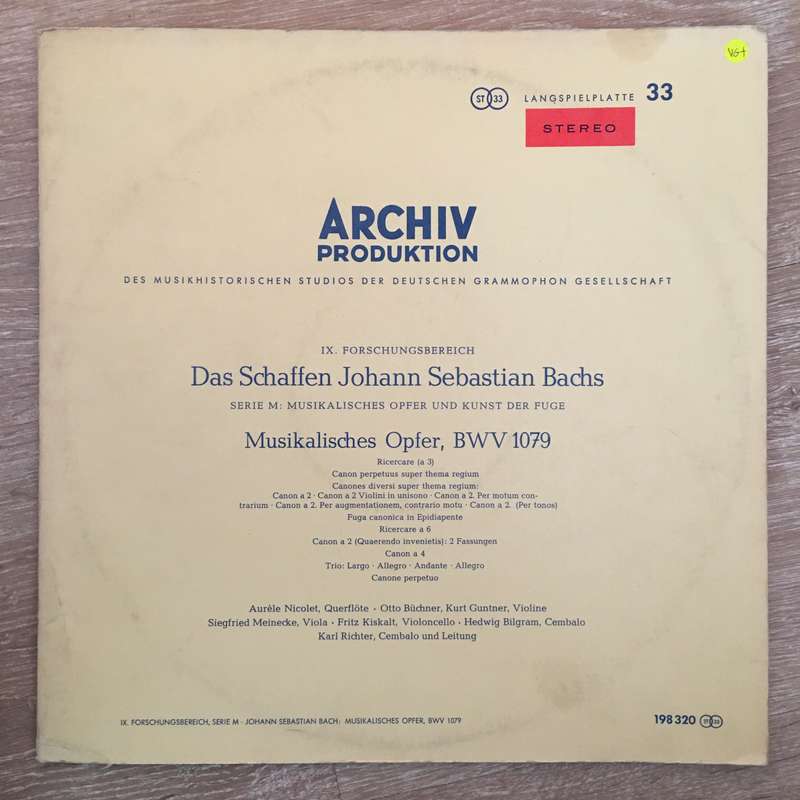 VG+
ST 33 LANGSPIELPLATTE 33
STEREO
ARCHIV
PRODUKTION
DES MUSIKHISTORISCHEN STUDIOS DER DEUTSCHEN GRAMMOPHON GESELLSCHAFT
IX. FORSCHUNGSBEREICH
Das Schaffen Johann Sebastian Bachs
SERIE M: MUSIKALISCHES OPFER UND KUNST DER FUGE
Musikalisches Opfer, BWV 1079
Ricercare (a 3)
Canon perpetuus super thema regium
Canones diversi super thema regium:
Canon a 2 · Canon a 2 Violini in unisono · Canon a 2. Per motum con-
trarium · Canon a 2. Per augmentationem, contrario motu · Canon a 2. (Per tonos)
Fuga canonica in Epidiapente
Ricercare a 6
Canon a 2 (Quaerendo invenietis): 2 Fassungen
Canon a 4
Trio: Largo · Allegro · Andante · Allegro
Canone perpetuo
Aurèle Nicolet, Querflöte · Otto Büchner, Kurt Guntner, Violine
Siegfried Meinecke, Viola · Fritz Kiskalt, Violoncello · Hedwig Bilgram, Cembalo
Karl Richter, Cembalo und Leitung
IX. FORSCHUNGSBEREICH, SERIE M · JOHANN SEBASTIAN BACH: MUSIKALISCHES OPFER, BWV 1079
198 320 ST 33